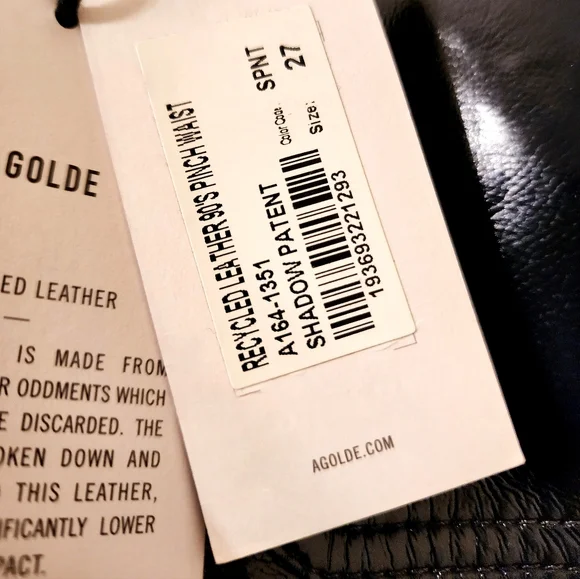 AGOLDE
ED LEATHER
IS MADE FROM
R ODDMENTS WHICH
E DISCARDED. THE
OKEN DOWN AND
THIS LEATHER,
IFICANTLY LOWER
PACT.
RECYCLED LEATHER 90'S PINCH WAIST
A164-1351
SHADOW PATENT
Color Code: SPNT
Size: 27
193693221293
AGOLDE.COM